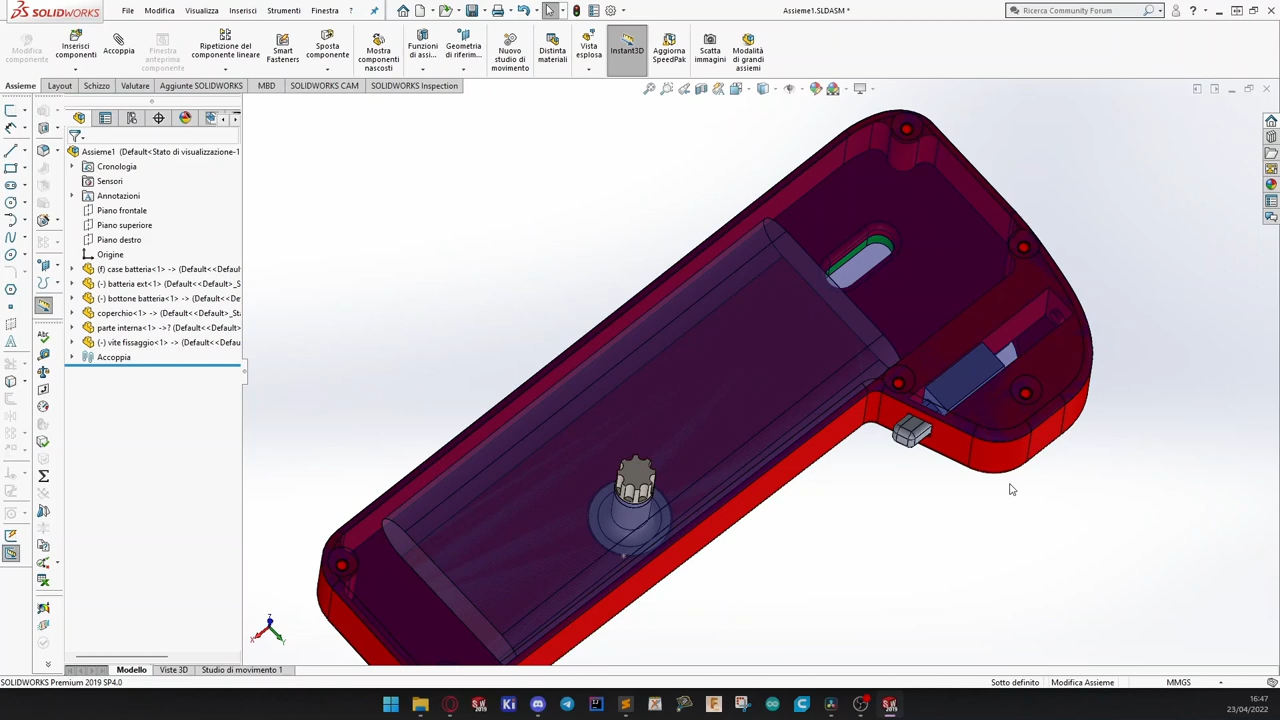 SOLIDWORKS
File
Modifica
Visualizza
Inserisci
Strumenti
Finestra
Assieme1.SLDASM *
Ricerca Community Forum
Modifica componente
Inserisci componenti
Accoppia
Finestra anteprima componente
Ripetizione del componente lineare
Smart Fasteners
Sposta componente
Mostra componenti nascosti
Funzioni di assi...
Geometria di riferim...
Nuovo studio di movimento
Distinta materiali
Vista esplosa
Instant3D
Aggiorna SpeedPak
Scatta immagini
Modalità di grandi assiemi
Assieme
Layout
Schizzo
Valutare
Aggiunte SOLIDWORKS
MBD
SOLIDWORKS CAM
SOLIDWORKS Inspection
Assieme1 (Default<Stato di visualizzazione-1
Cronologia
Sensori
Annotazioni
Piano frontale
Piano superiore
Piano destro
Origine
(f) case batteria<1> -> (Default<<Defaul
(-) batteria ext<1> -> (Default<<Default>_S
(-) bottone batteria<1> -> (Default<<De
coperchio<1> -> (Default<<Default>_Sta
parte interna<1> ->? (Default<<Default>
(-) vite fissaggio<1> -> (Default<<Defaul
Accoppia
Modello
Viste 3D
Studio di movimento 1
SOLIDWORKS Premium 2019 SP4.0
Sotto definito
Modifica Assieme
MMGS
16:47
23/04/2022